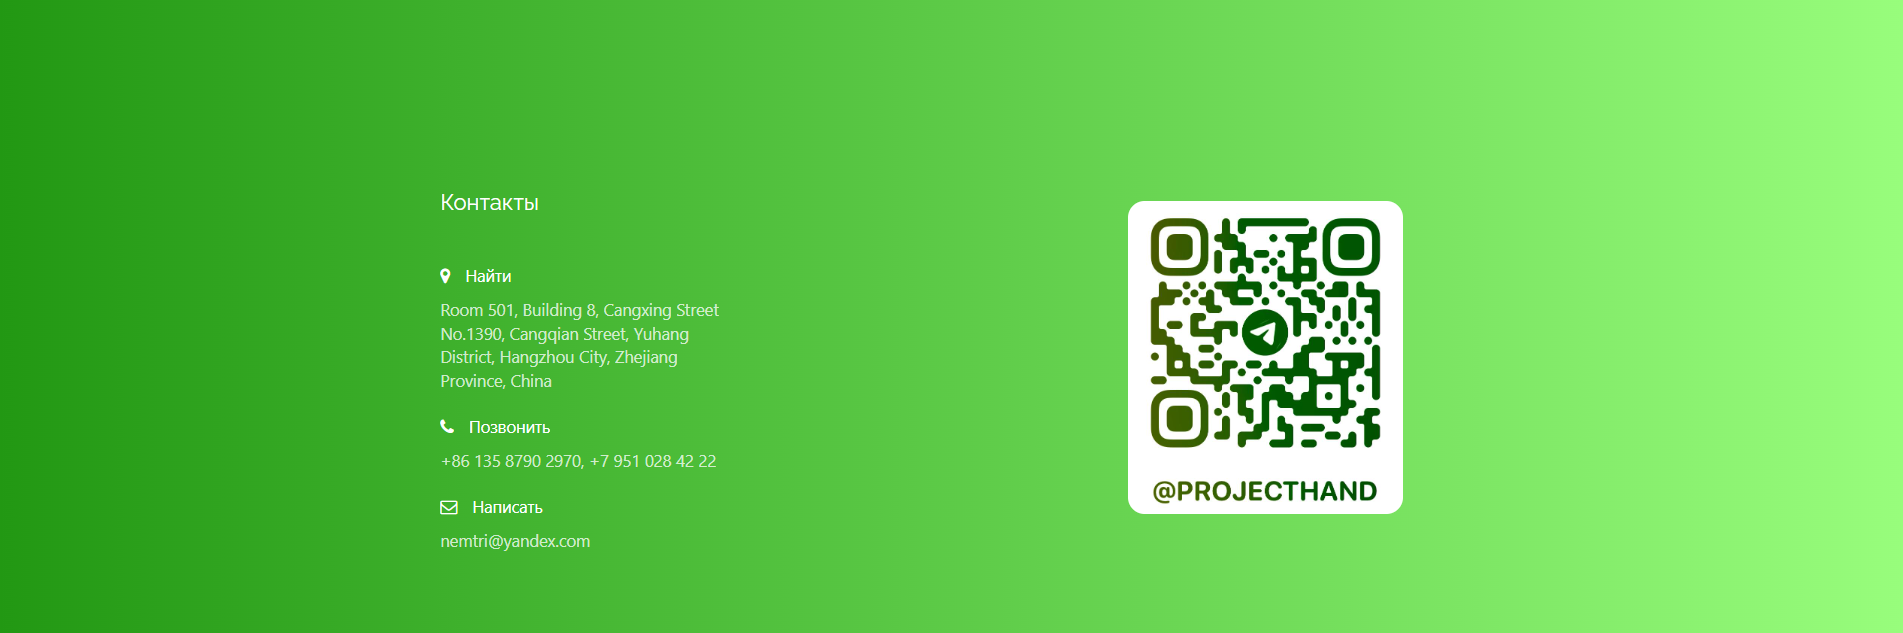 Контакты
Найти
Room 501, Building 8, Cangxing Street
No.1390, Cangqian Street, Yuhang
District, Hangzhou City, Zhejiang
Province, China
Позвонить
+86 135 8790 2970, +7 951 028 42 22
Написать
nemtri@yandex.com
@PROJECTHAND